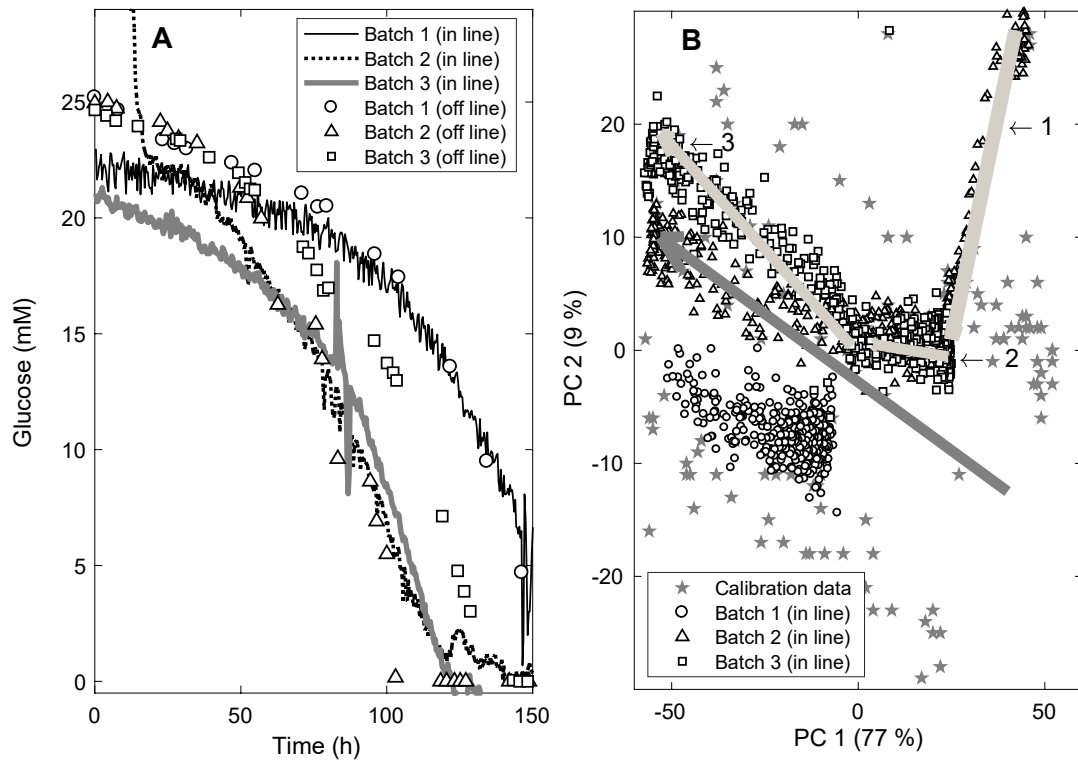 A
Batch 1 (in line)
Batch 2 (in line)
Batch 3 (in line)
Batch 1 (off line)
Batch 2 (off line)
Batch 3 (off line)
25
20
15
10
5
0
Glucose (mM)
0
50
100
150
Time (h)
B
1
3
2
20
10
0
-10
-20
PC 2 (9 %)
Calibration data
Batch 1 (in line)
Batch 2 (in line)
Batch 3 (in line)
-50
0
50
PC 1 (77 %)